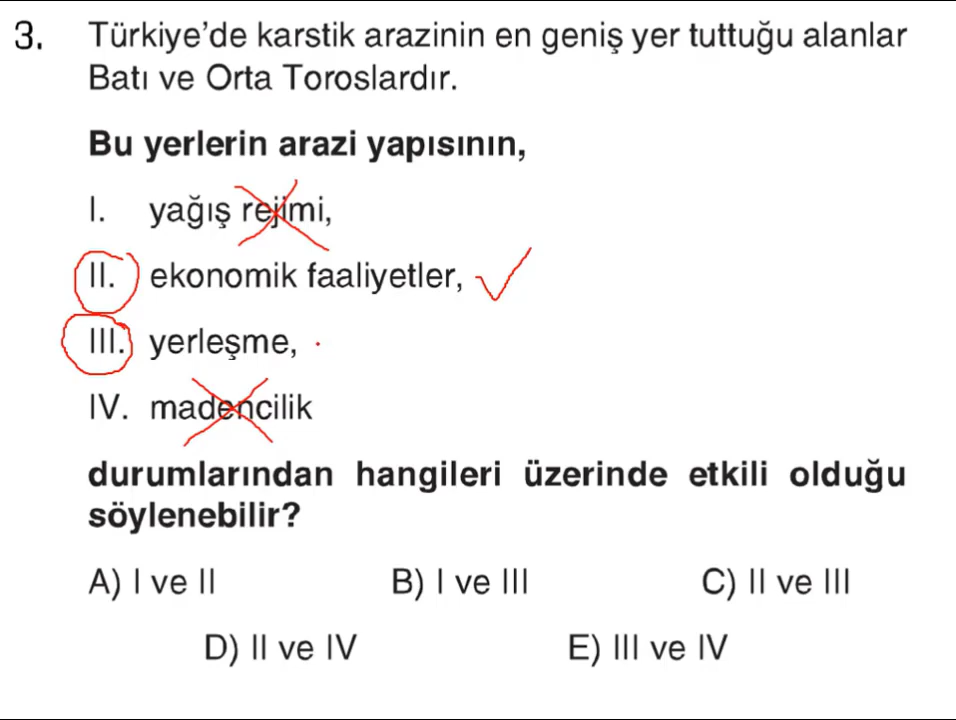 3. Türkiye’de karstik arazinin en geniş yer tuttuğu alanlar
Batı ve Orta Toroslardır.
Bu yerlerin arazi yapısının,
I. yağış rejimi,
II. ekonomik faaliyetler,
III. yerleşme,
IV. madencilik
durumlarından hangileri üzerinde etkili olduğu
söylenebilir?
A) I ve II B) I ve III C) II ve III
D) II ve IV E) III ve IV